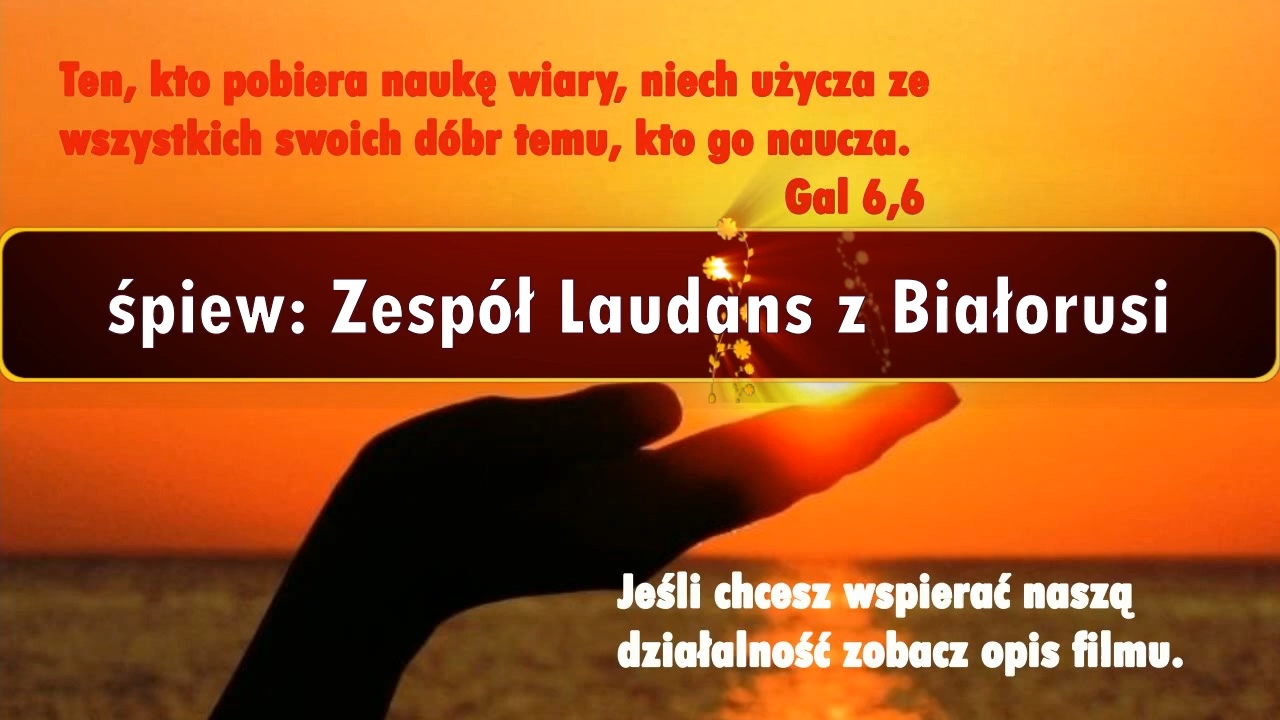 Ten, kto pobiera naukę wiary, niech użycza ze
wszystkich swoich dóbr temu, kto go naucza.
Gal 6,6
śpiew: Zespół Laudans z Białorusi
Jeśli chcesz wspierać naszą
działalność zobacz opis filmu.